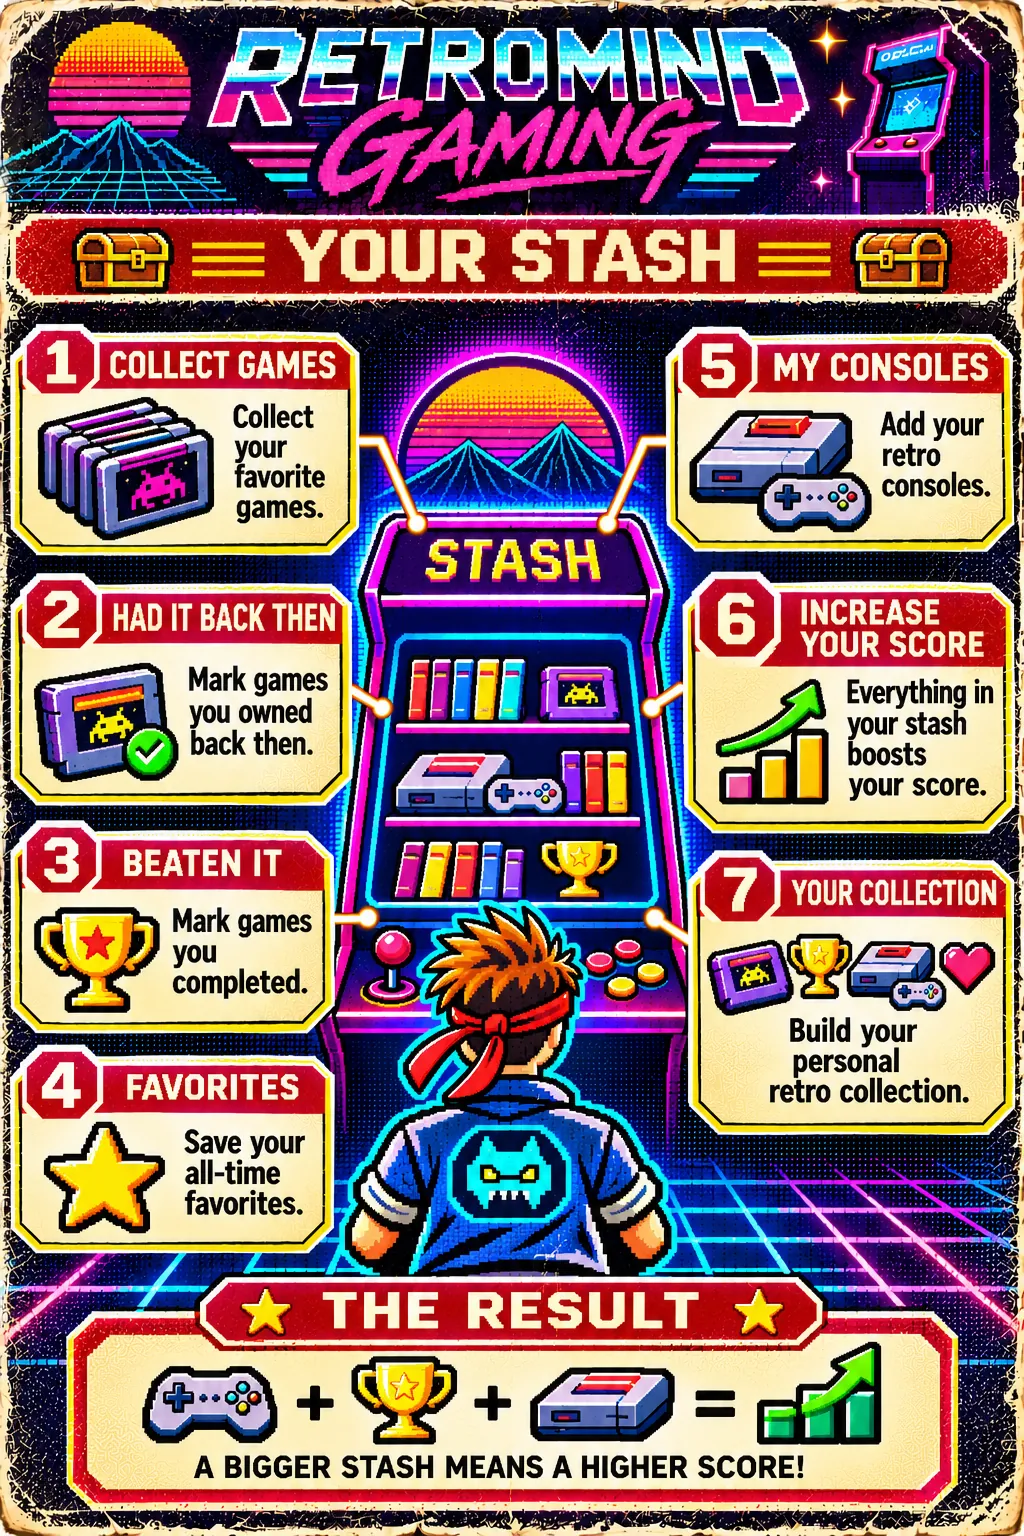 RETROMIND
GAMING
YOUR STASH
1 COLLECT GAMES
Collect
your
favorite
games.
2 HAD IT BACK THEN
Mark games
you owned
back then.
3 BEATEN IT
Mark games
you
completed.
4 FAVORITES
Save your
all-time
favorites.
STASH
5 MY CONSOLES
Add your
retro
consoles.
6 INCREASE
YOUR SCORE
Everything in
your stash
boosts
your score.
7 YOUR COLLECTION
Build your
personal
retro collection.
THE RESULT
+ + =
A BIGGER STASH MEANS A HIGHER SCORE!